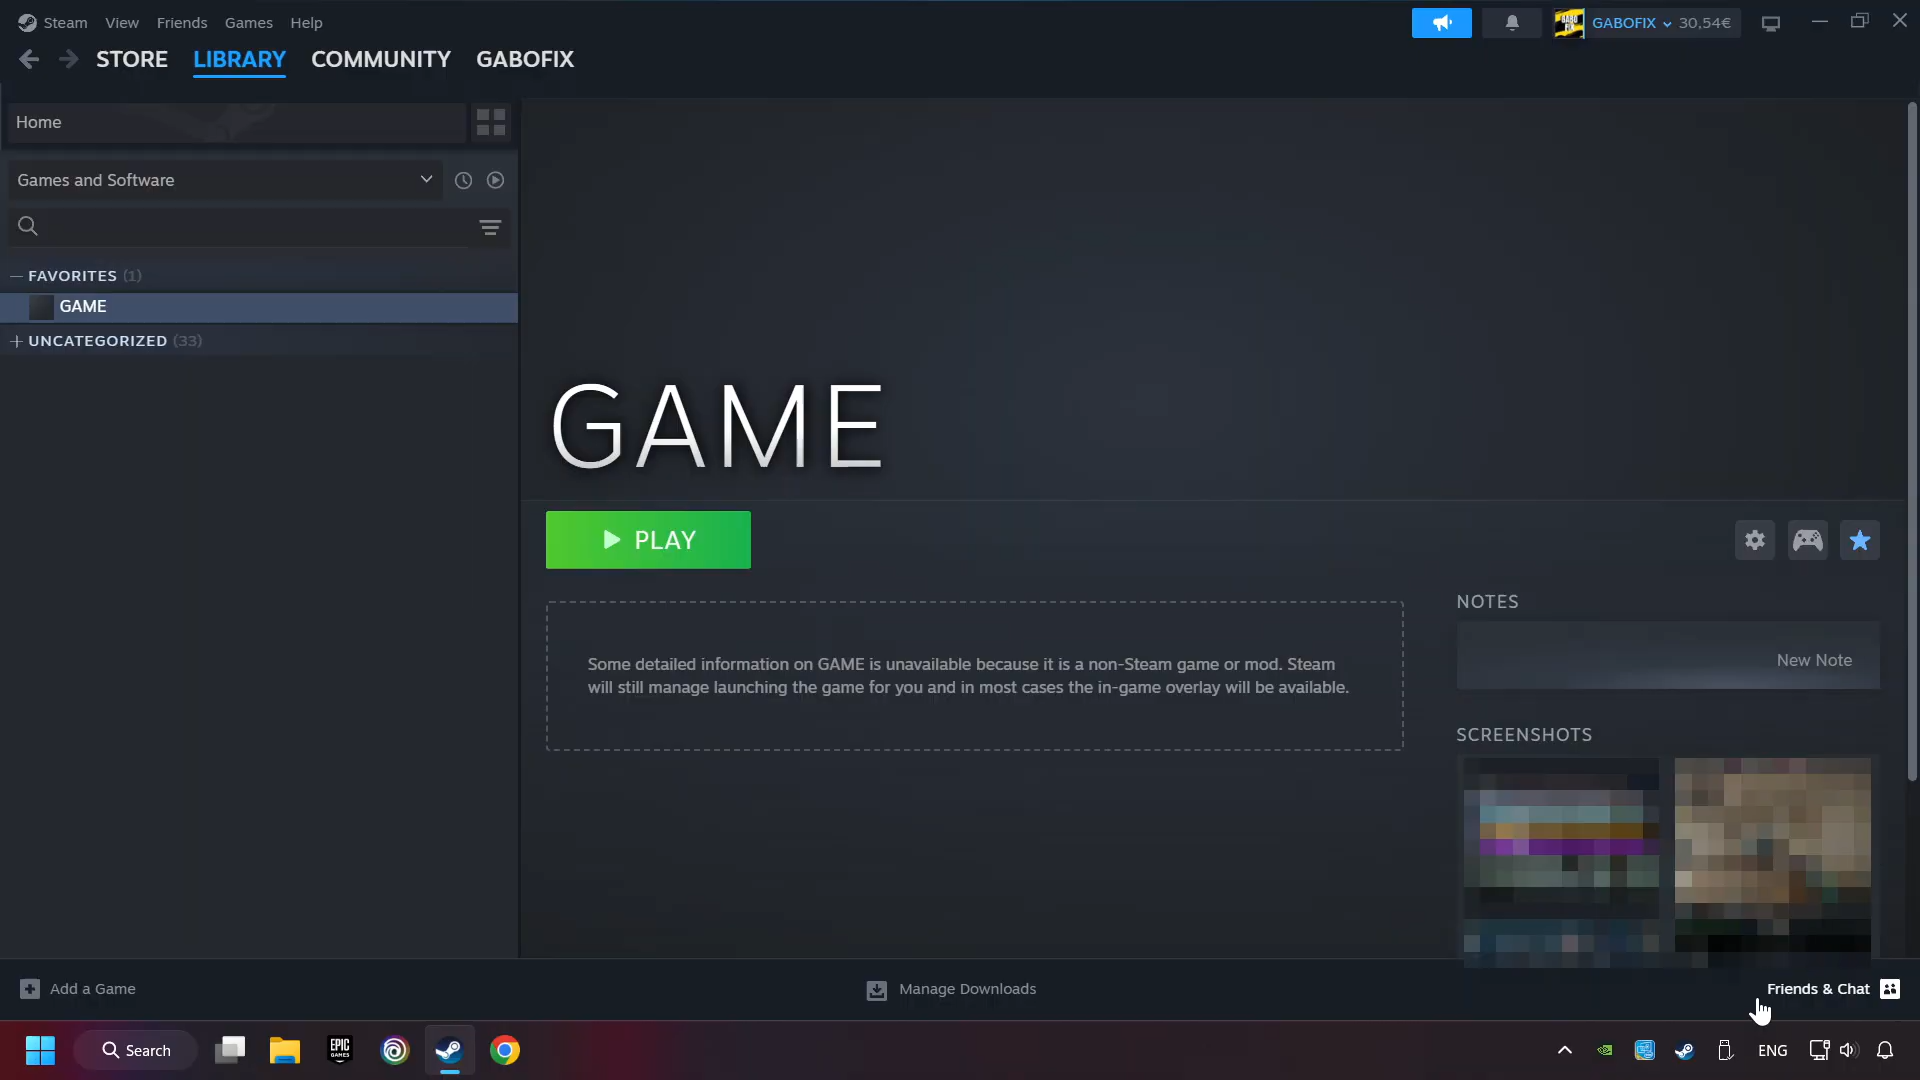 Steam View Friends Games Help
GABOFIX 30,54€
STORE LIBRARY COMMUNITY GABOFIX
Home
Games and Software
FAVORITES (1)
GAME
UNCATEGORIZED (33)
GAME
PLAY
NOTES
New Note
Some detailed information on GAME is unavailable because it is a non-Steam game or mod. Steam
will still manage launching the game for you and in most cases the in-game overlay will be available.
SCREENSHOTS
Add a Game
Manage Downloads
Friends & Chat
Search
EPIC
GAMES
ENG